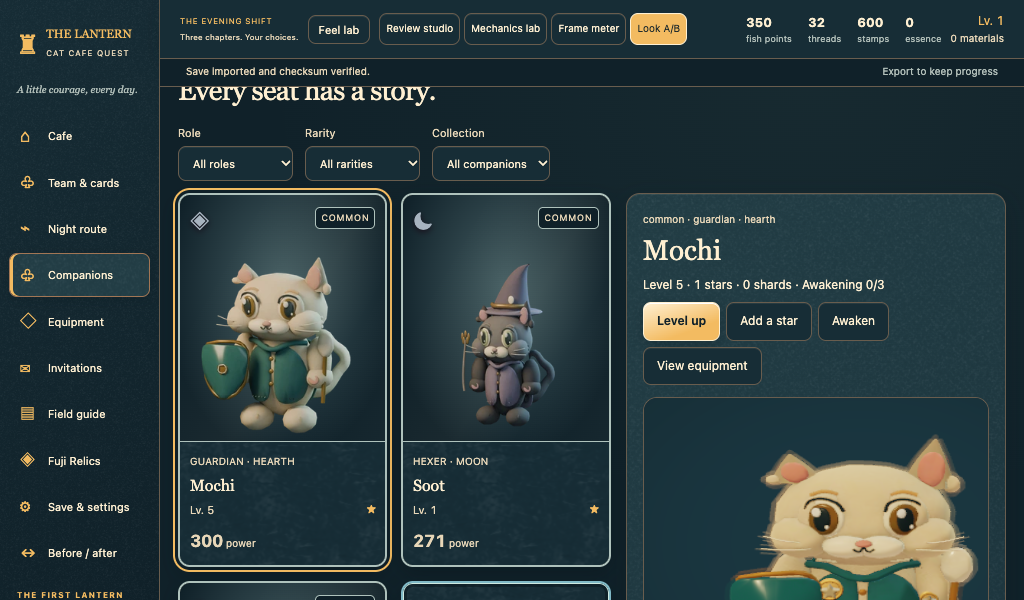 THE LANTERN
CAT CAFE QUEST
A little courage, every day.
Cafe
Team & cards
Night route
Companions
Equipment
Invitations
Field guide
Fuji Relics
Save & settings
Before / after
THE FIRST LANTERN
THE EVENING SHIFT
Three chapters. Your choices.
Feel lab
Review studio
Mechanics lab
Frame meter
Look A/B
350
fish points
32
threads
600
stamps
0
essence
Lv. 1
0 materials
Save imported and checksum verified.
Export to keep progress
Every seat has a story.
Role
Rarity
Collection
All roles
All rarities
All companions
COMMON
GUARDIAN · HEARTH
Mochi
Lv. 5
300 power
COMMON
HEXER · MOON
Soot
Lv. 1
271 power
common · guardian · hearth
Mochi
Level 5 · 1 stars · 0 shards · Awakening 0/3
Level up
Add a star
Awaken
View equipment